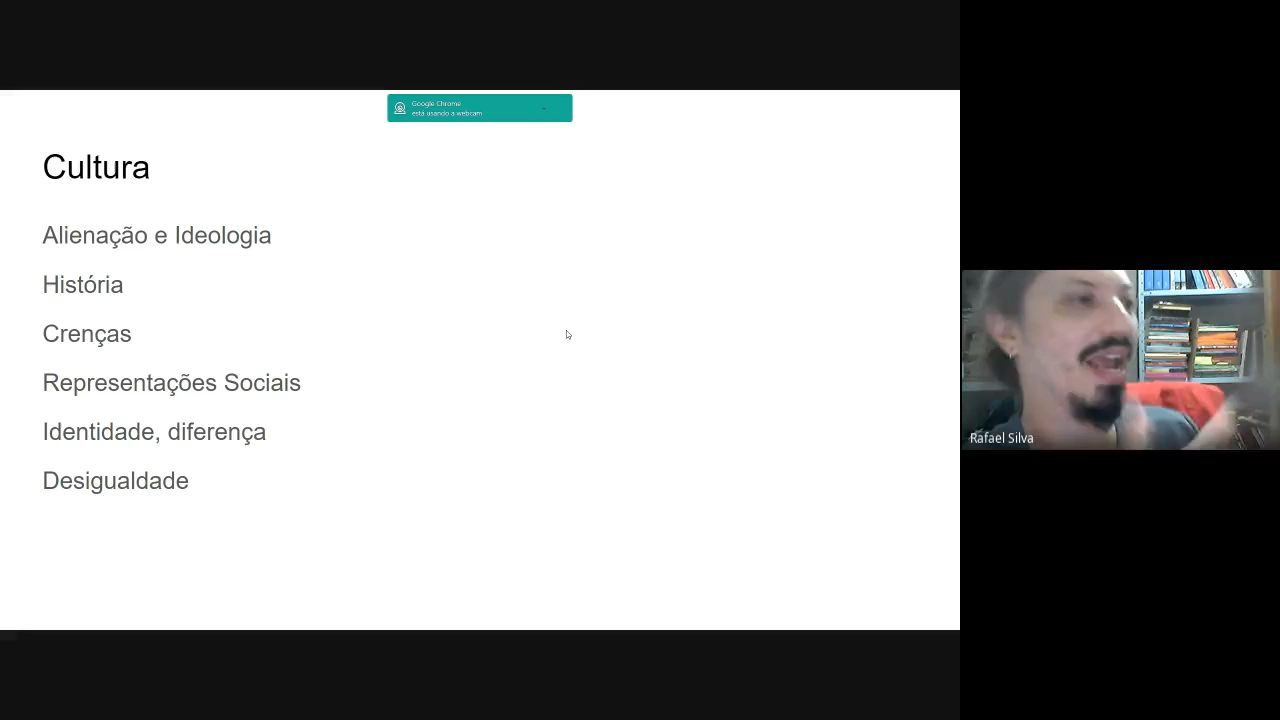 Google Chrome
está usando a webcam
Cultura
Alienação e Ideologia
História
Crenças
Representações Sociais
Identidade, diferença
Desigualdade
Rafael Silva